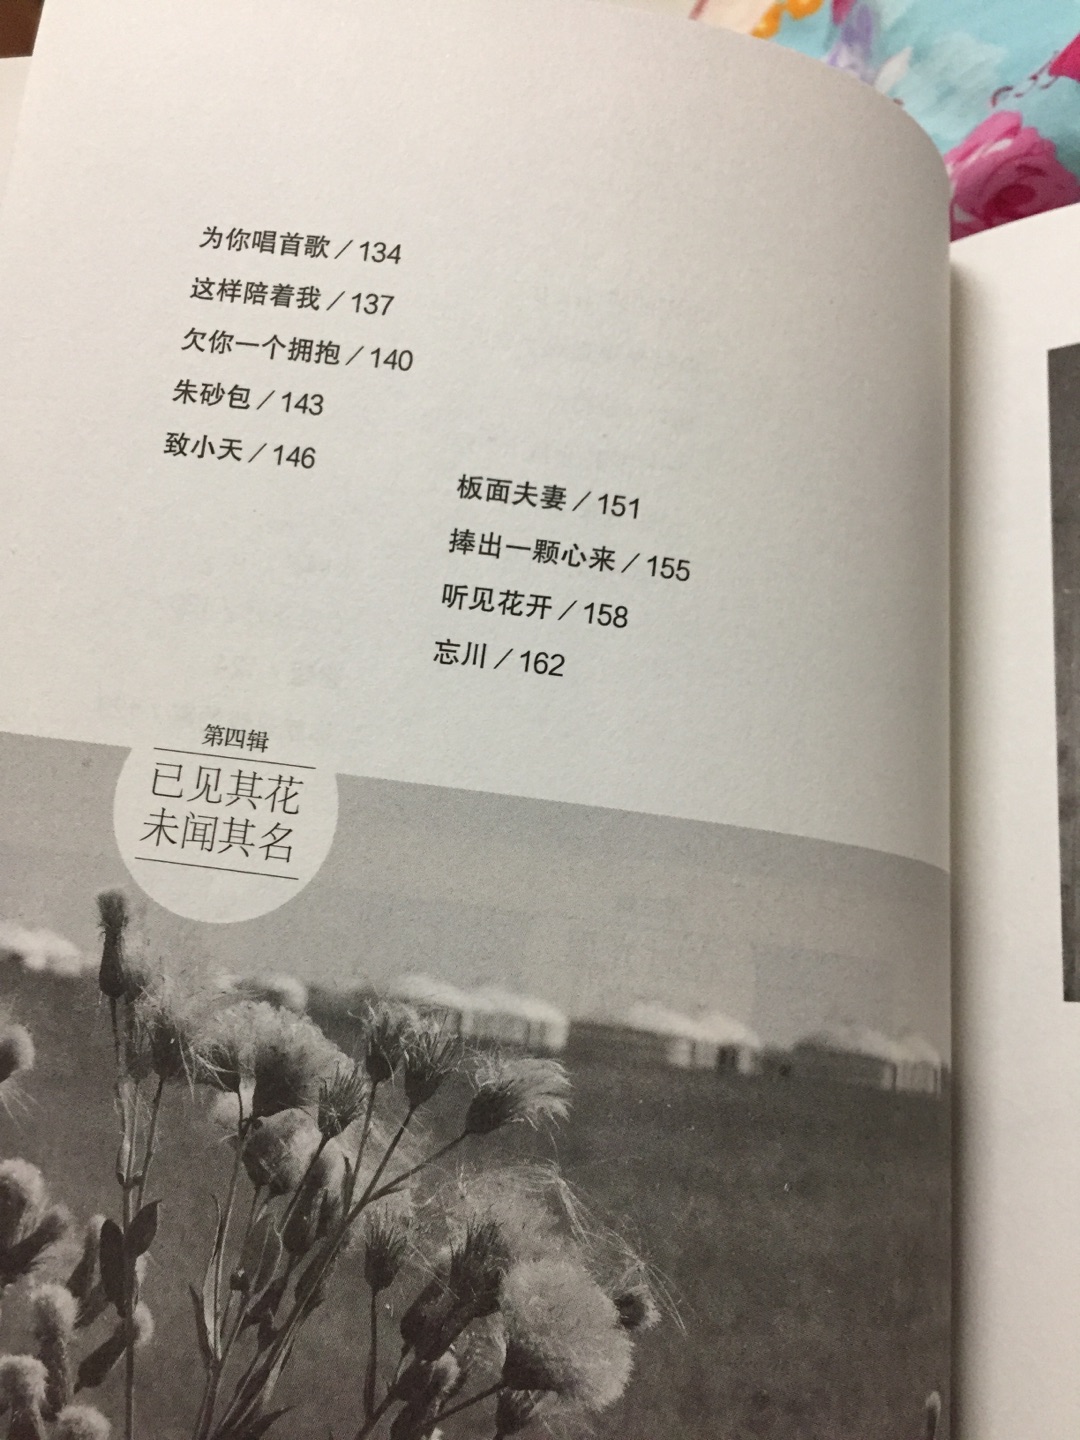 为你唱首歌／134
这样陪着我／137
欠你一个拥抱／140
朱砂包／143
致小天／146
板面夫妻／151
捧出一颗心来／155
听见花开／158
忘川／162
第四辑
已见其花
未闻其名